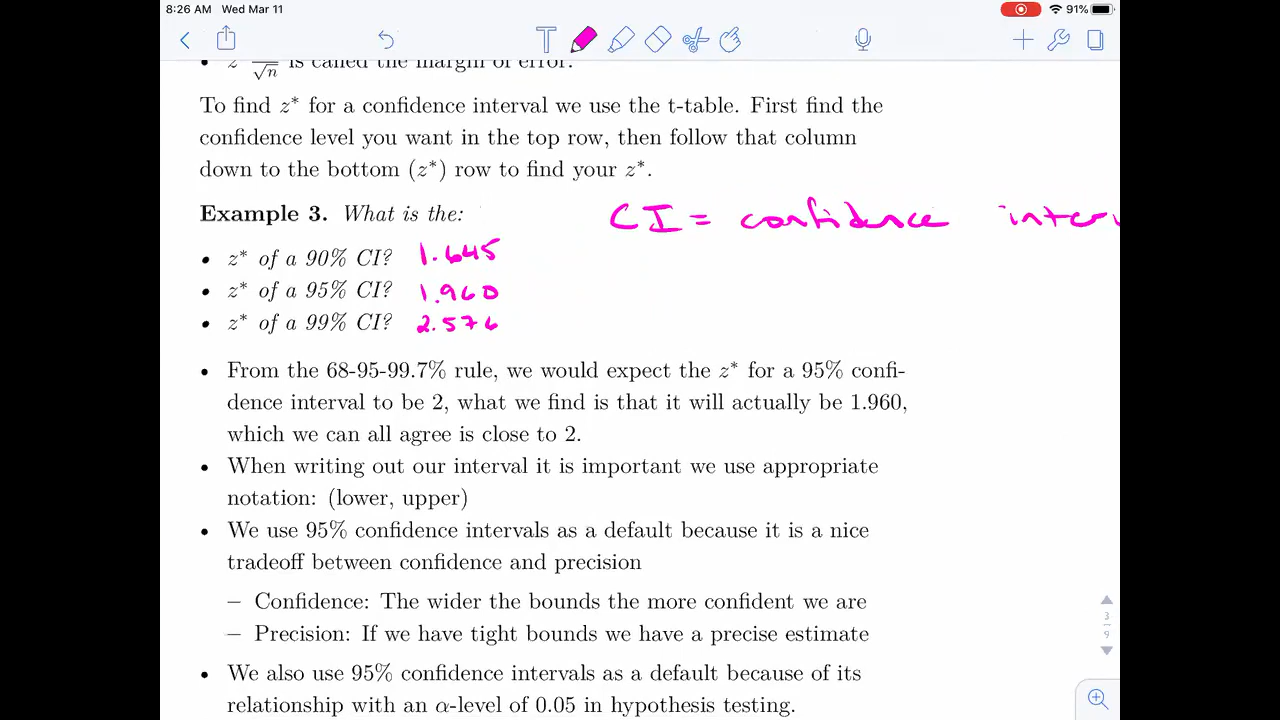 8:26 AM Wed Mar 11
91%
T
• z* /√n is called the margin of error.
To find z* for a confidence interval we use the t-table. First find the
confidence level you want in the top row, then follow that column
down to the bottom (z*) row to find your z*.
Example 3. What is the: CI = confidence interv
• z* of a 90% CI? 1.645
• z* of a 95% CI? 1.960
• z* of a 99% CI? 2.576
• From the 68-95-99.7% rule, we would expect the z* for a 95% confi-
dence interval to be 2, what we find is that it will actually be 1.960,
which we can all agree is close to 2.
• When writing out our interval it is important we use appropriate
notation: (lower, upper)
• We use 95% confidence intervals as a default because it is a nice
tradeoff between confidence and precision
– Confidence: The wider the bounds the more confident we are
– Precision: If we have tight bounds we have a precise estimate
• We also use 95% confidence intervals as a default because of its
relationship with an α-level of 0.05 in hypothesis testing.
3
9